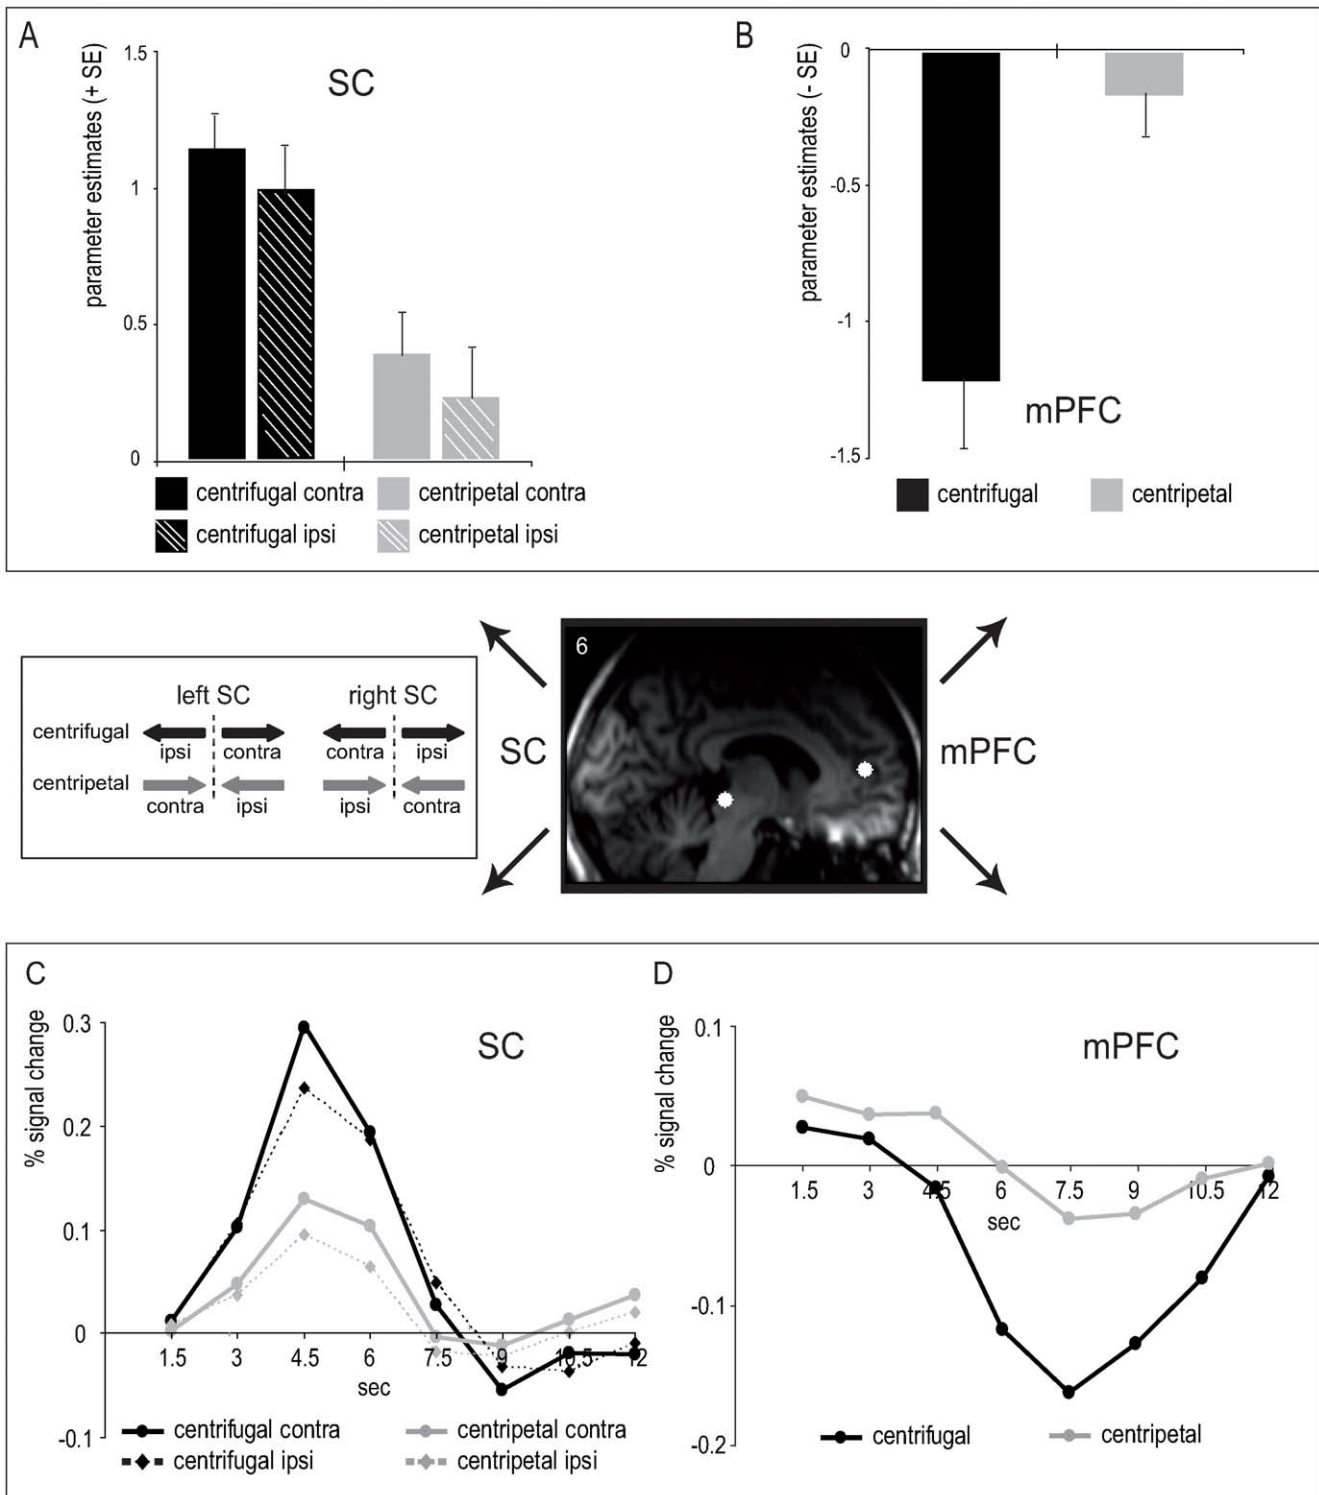 A
1.5
1
0.5
0
parameter estimates (+ SE)
SC
centrifugal contra
centripetal contra
centrifugal ipsi
centripetal ipsi
B
0
-0.5
-1
-1.5
parameter estimates (- SE)
mPFC
centrifugal
centripetal
left SC
right SC
centrifugal
ipsi
contra
contra
ipsi
centripetal
contra
ipsi
ipsi
contra
SC
6
mPFC
C
0.3
0.2
0.1
0
-0.1
% signal change
SC
1.5 3 4.5 6 7.5 9 10.5 12
sec
centrifugal contra
centripetal contra
centrifugal ipsi
centripetal ipsi
D
0.1
0
-0.1
-0.2
% signal change
mPFC
1.5 3 4.5 6 7.5 9 10.5 12
sec
centrifugal
centripetal